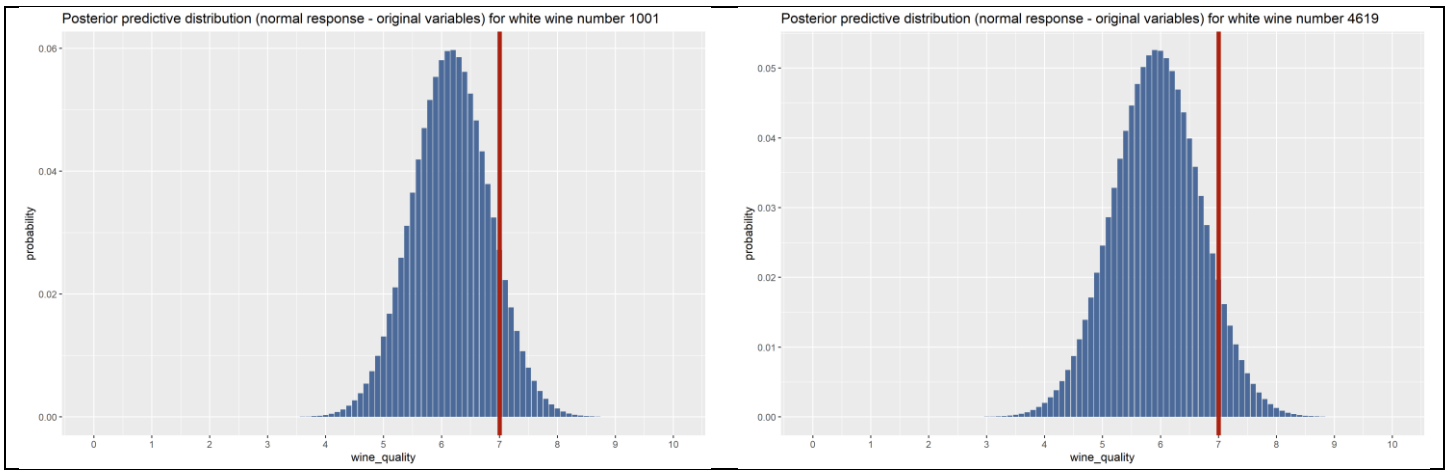 Posterior predictive distribution (normal response - original variables) for white wine number 1001
0.06
0.04
0.02
0.00
probability
0 1 2 3 4 5 6 7 8 9 10
wine_quality
Posterior predictive distribution (normal response - original variables) for white wine number 4619
0.05
0.04
0.03
0.02
0.01
0.00
probability
0 1 2 3 4 5 6 7 8 9 10
wine_quality